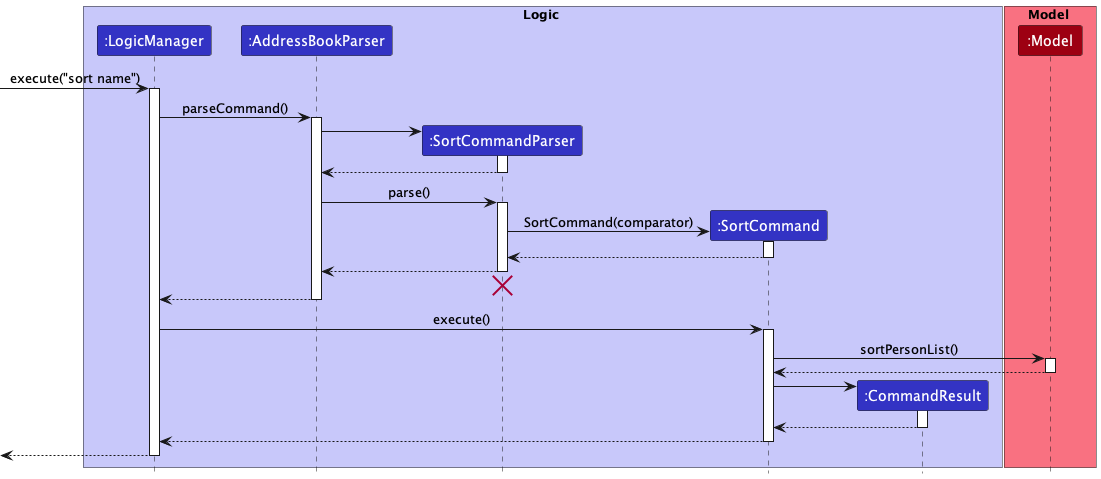 Logic
Model
:LogicManager
:AddressBookParser
:Model
execute("sort name")
parseCommand()
:SortCommandParser
parse()
SortCommand(comparator)
:SortCommand
execute()
sortPersonList()
:CommandResult